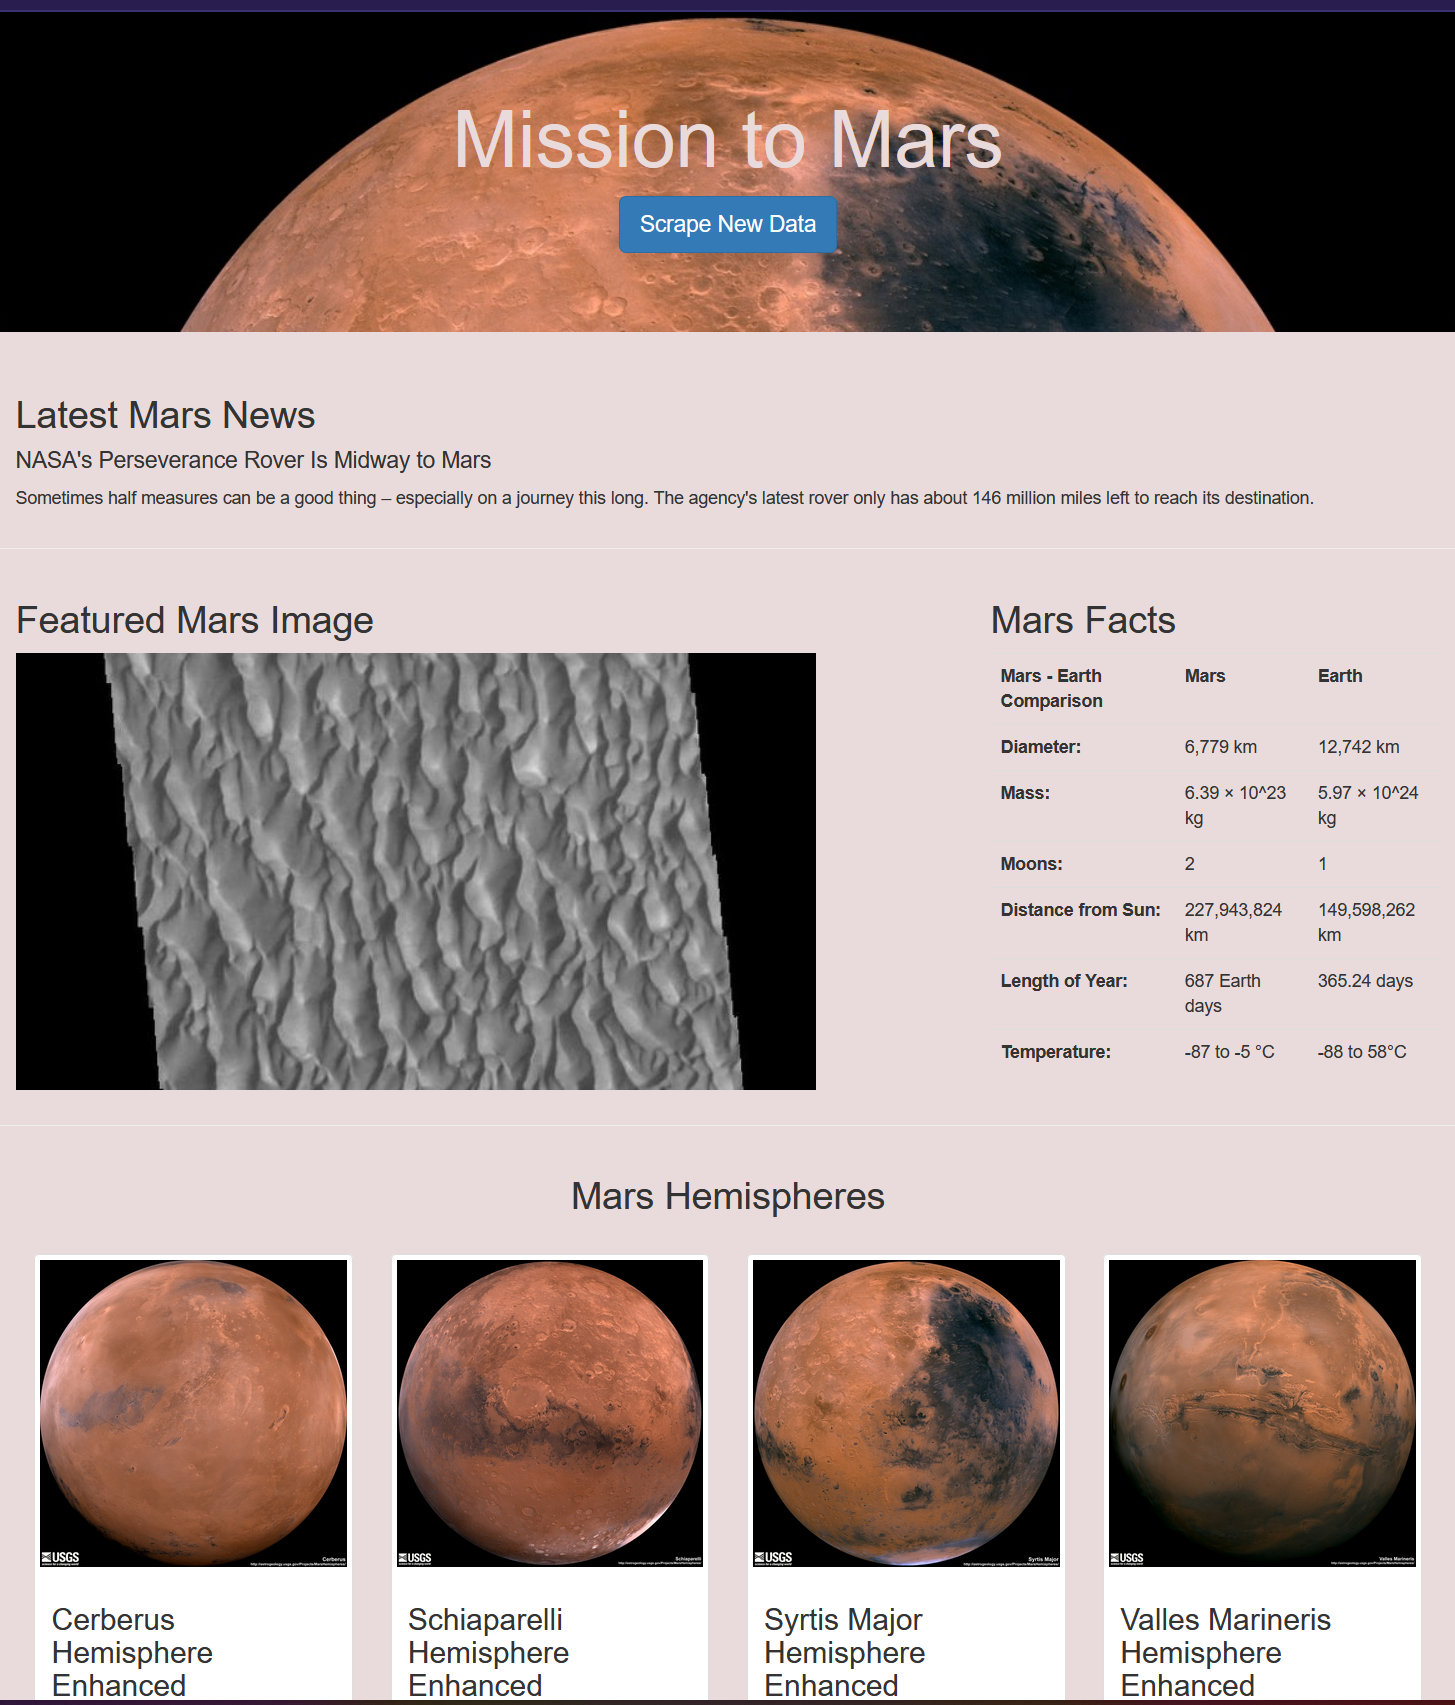 Mission to Mars
Scrape New Data
Latest Mars News
NASA's Perseverance Rover Is Midway to Mars
Sometimes half measures can be a good thing – especially on a journey this long. The agency's latest rover only has about 146 million miles left to reach its destination.
Featured Mars Image
Mars Facts
Mars - Earth Comparison Mars Earth
Diameter: 6,779 km 12,742 km
Mass: 6.39 × 10^23 kg 5.97 × 10^24 kg
Moons: 2 1
Distance from Sun: 227,943,824 km 149,598,262 km
Length of Year: 687 Earth days 365.24 days
Temperature: -87 to -5 °C -88 to 58°C
Mars Hemispheres
USGS
Cerberus
USGS
Schiaparelli
USGS
Syrtis Major
USGS
Valles Marineris
Cerberus
Hemisphere
Enhanced
Schiaparelli
Hemisphere
Enhanced
Syrtis Major
Hemisphere
Enhanced
Valles Marineris
Hemisphere
Enhanced